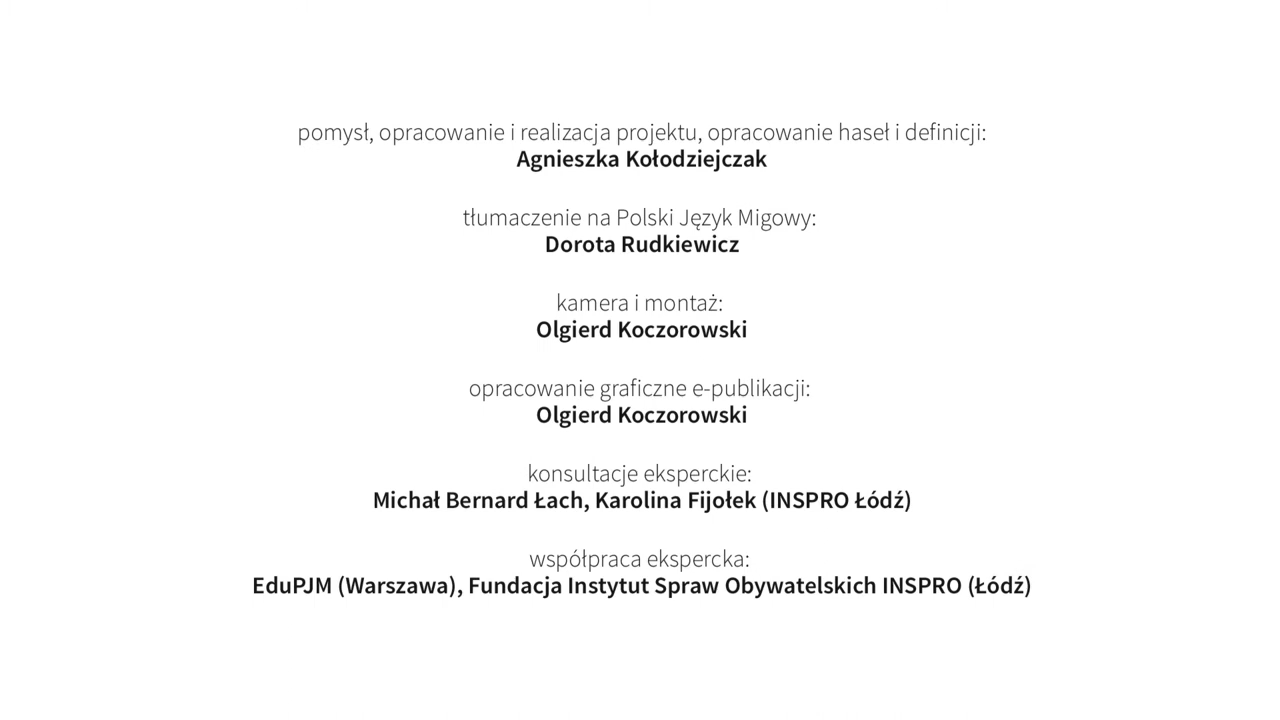 pomysł, opracowanie i realizacja projektu, opracowanie haseł i definicji:
Agnieszka Kołodziejczak
tłumaczenie na Polski Język Migowy:
Dorota Rudkiewicz
kamera i montaż:
Olgierd Koczorowski
opracowanie graficzne e-publikacji:
Olgierd Koczorowski
konsultacje eksperckie:
Michał Bernard Łach, Karolina Fijołek (INSPRO Łódź)
współpraca ekspercka:
EduPJM (Warszawa), Fundacja Instytut Spraw Obywatelskich INSPRO (Łódź)